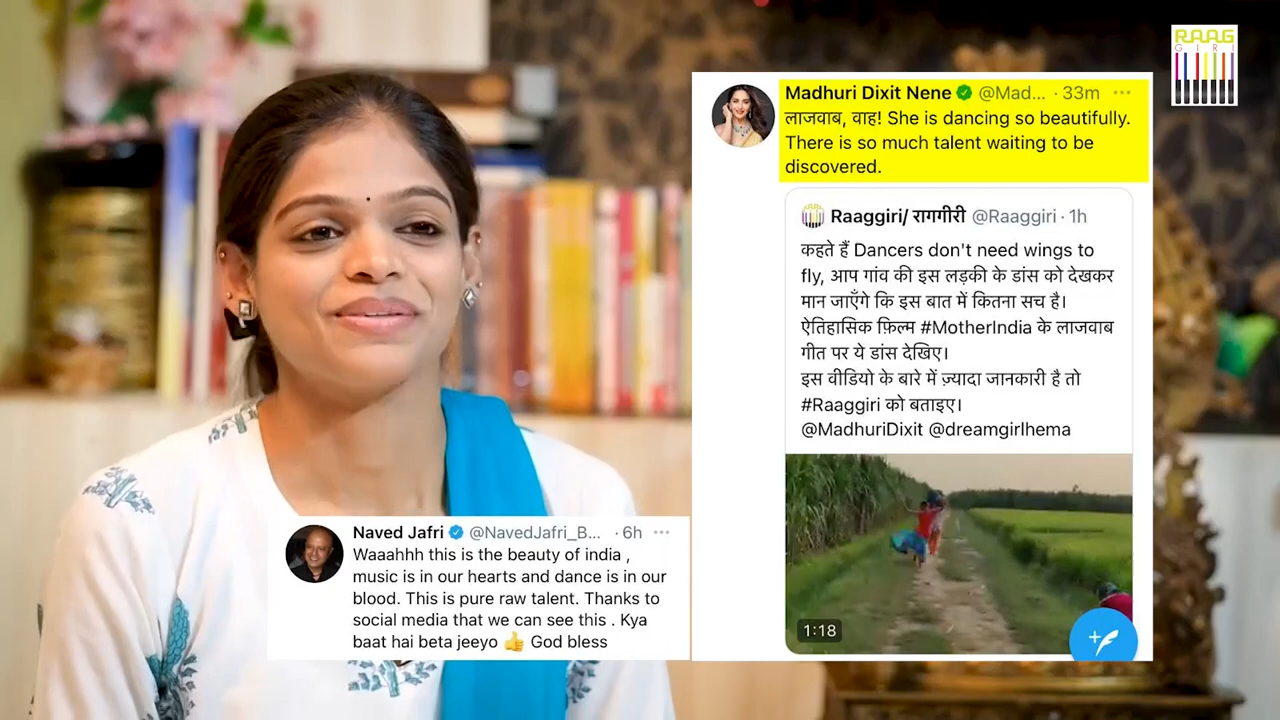 RAAG
GIRI
Madhuri Dixit Nene @Mad... · 33m ...
लाजवाब, वाह! She is dancing so beautifully.
There is so much talent waiting to be
discovered.
Raaggiri/ रागगीरी @Raaggiri · 1h
कहते हैं Dancers don't need wings to
fly, आप गांव की इस लड़की के डांस को देखकर
मान जाएँगे कि इस बात में कितना सच है।
ऐतिहासिक फ़िल्म #MotherIndia के लाजवाब
गीत पर ये डांस देखिए।
इस वीडियो के बारे में ज़्यादा जानकारी है तो
#Raaggiri को बताइए।
@MadhuriDixit @dreamgirlhema
1:18
Naved Jafri @NavedJafri_B... · 6h ...
Waaahhh this is the beauty of india ,
music is in our hearts and dance is in our
blood. This is pure raw talent. Thanks to
social media that we can see this . Kya
baat hai beta jeeyo 👍 God bless